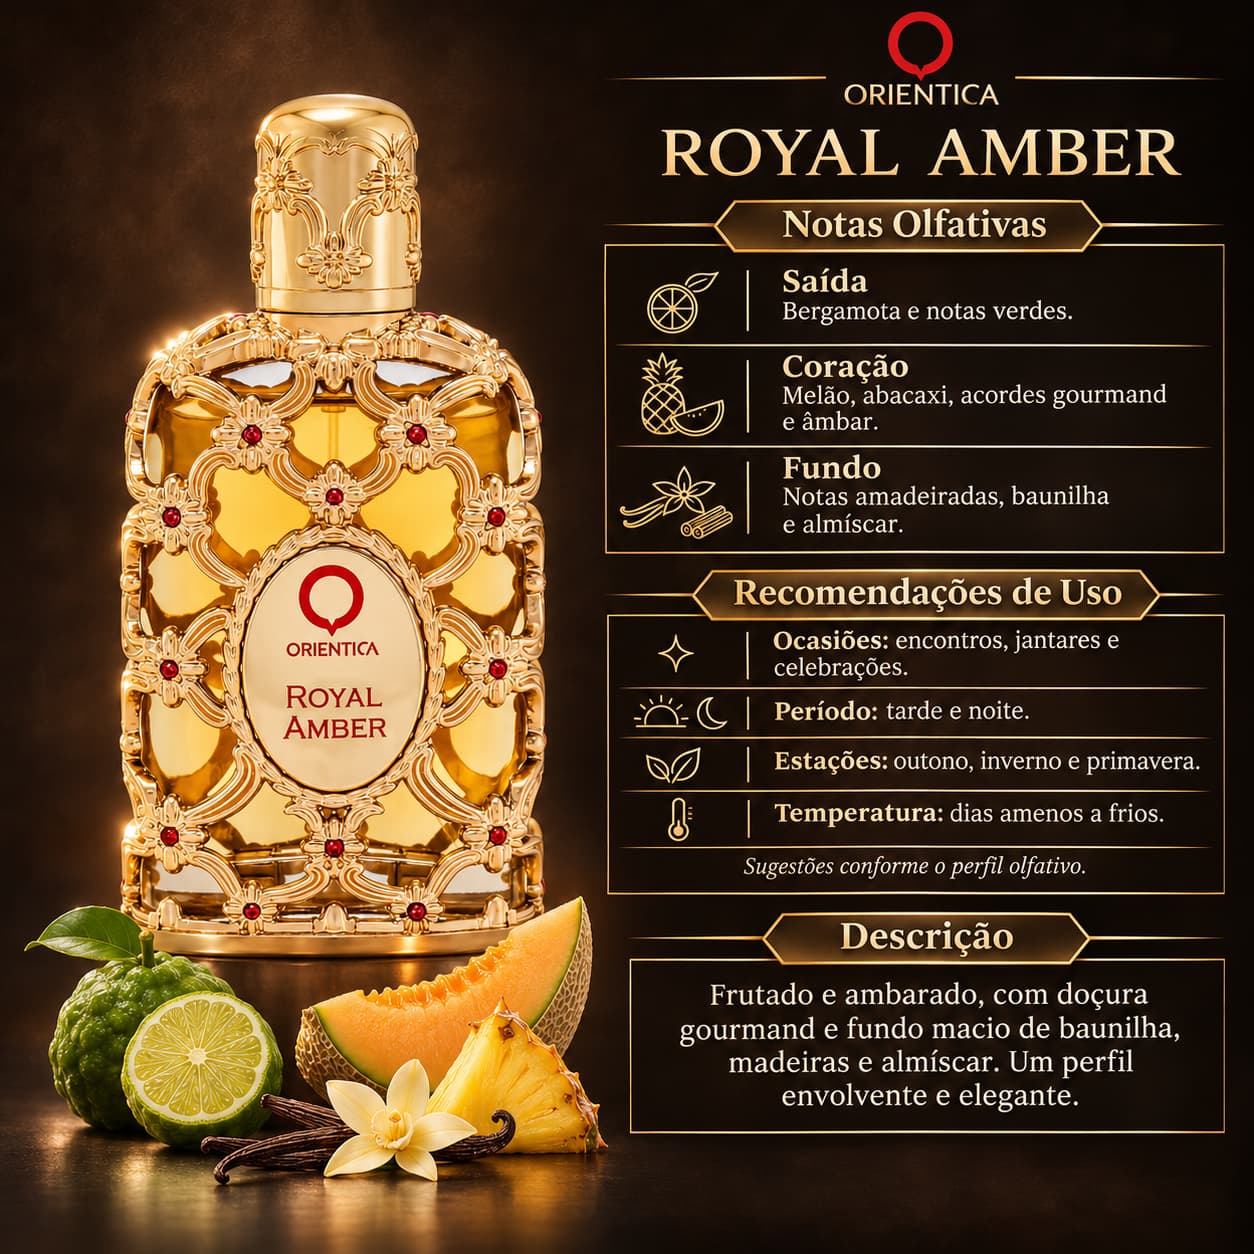 ORIENTICA
ROYAL AMBER
Notas Olfativas
Saída
Bergamota e notas verdes.
Coração
Melão, abacaxi, acordes gourmand
e âmbar.
Fundo
Notas amadeiradas, baunilha
e almíscar.
Recomendações de Uso
Ocasiões: encontros, jantares e
celebrações.
Período: tarde e noite.
Estações: outono, inverno e primavera.
Temperatura: dias amenos a frios.
Sugestões conforme o perfil olfativo.
Descrição
Frutado e ambarado, com doçura
gourmand e fundo macio de baunilha,
madeiras e almíscar. Um perfil
envolvente e elegante.
ORIENTICA
ROYAL
AMBER